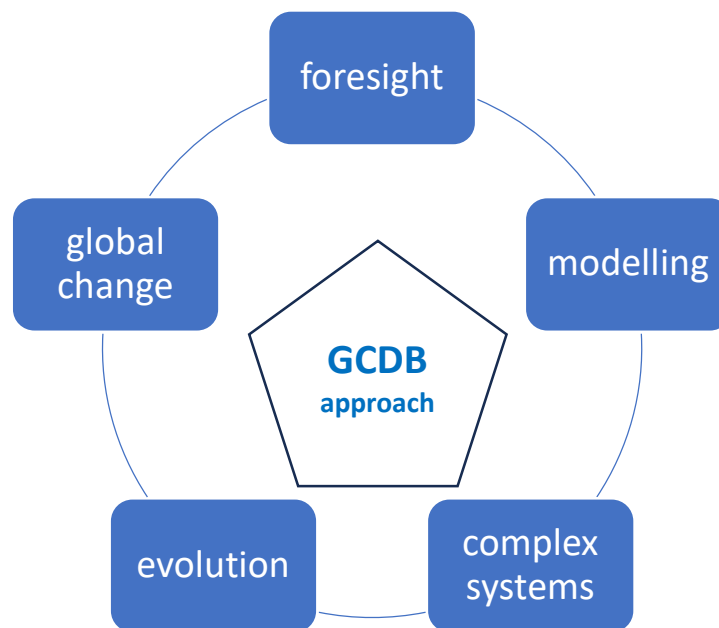 foresight
global
change
modelling
GCDB
approach
evolution
complex
systems